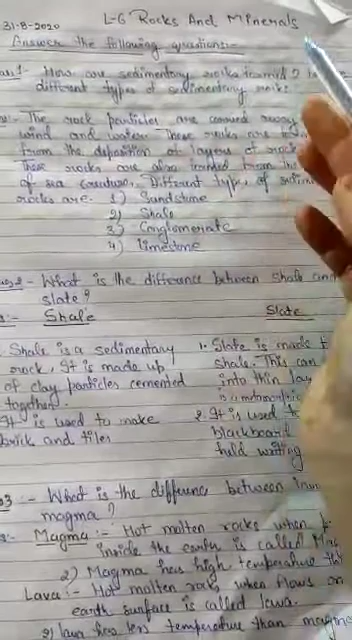 31-8-2020 L-6 Rocks And Minerals
Answer the following questions:-
How are sedimentary rocks formed?
different types of sedimentary rock?
The rock particles are carried away
wind and water. These rocks are
from the deposition of layers of rock
These rocks are also formed from the
of sea creature. Different types of
rocks are - 1) Sandstone
2) Shale
3) Conglomerate
4) limestone
What is the difference between Shale and
slate?
Shale Slate
Shale is a sedimentary
rock. It is made up
of clay particles cemented
together.
It is used to make
brick and tiles
1. Slate is made
shale. This can
into thin
2. It is used to
blackboard
writing
3 :- What is the difference between
magma?
Magma :- Hot molten rocks when
inside the earth is called
2) Magma has high temperature
Lava :- Hot molten rock, when flows on
earth surface is called lava.
2) lava has less temperature than magma